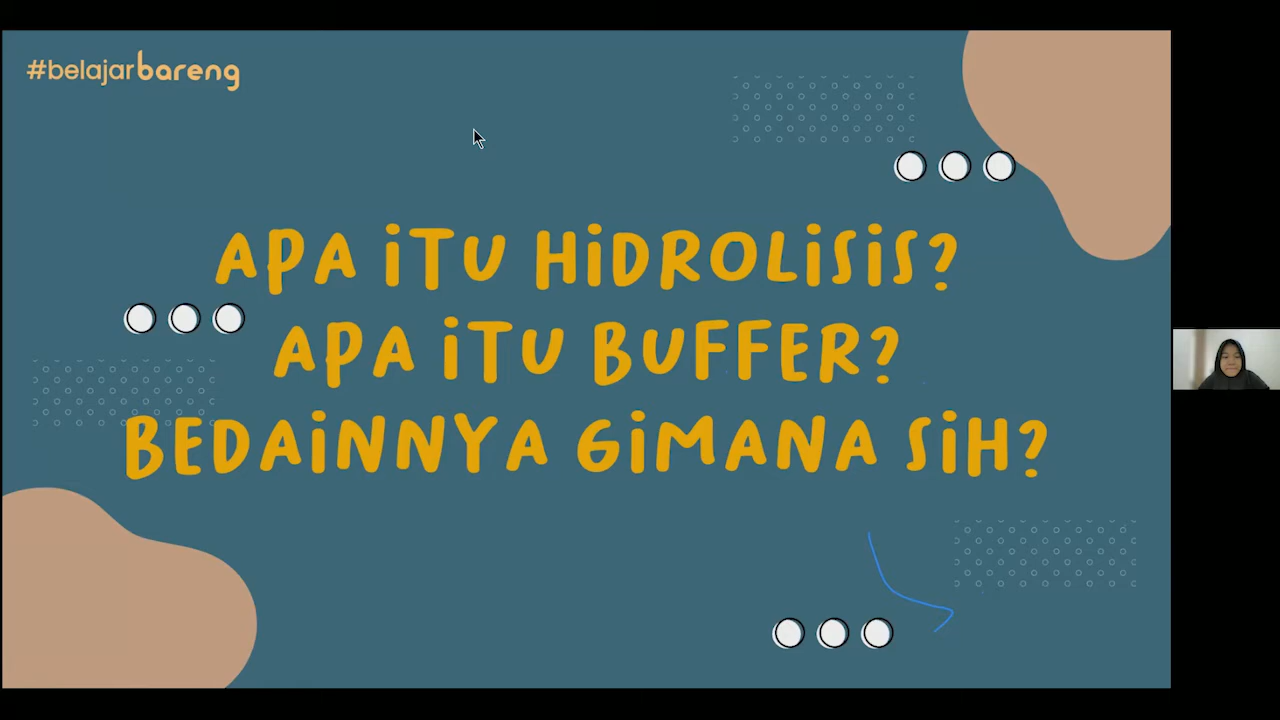 #belajarbareng
APA iTU HiDROLiSiS?
APA iTU BUFFER?
BEDAiNNYA GiMANA SiH?